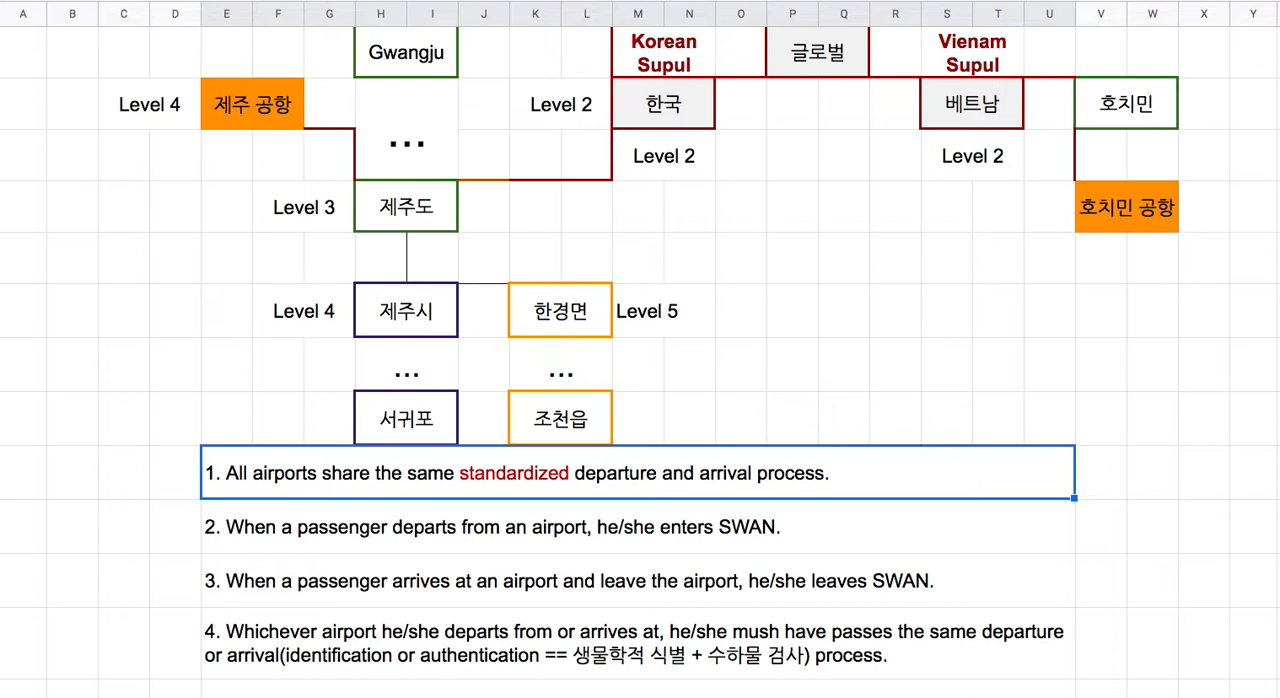 A B C D E F G H I J K L M N O P Q R S T U V W X Y
Gwangju
Korean
Supul
글로벌
Vienam
Supul
Level 4
제주 공항
...
Level 2
한국
베트남
호치민
Level 2
Level 2
Level 3
제주도
호치민 공항
Level 4
제주시
한경면
Level 5
... ...
서귀포
조천읍
1. All airports share the same standardized departure and arrival process.
2. When a passenger departs from an airport, he/she enters SWAN.
3. When a passenger arrives at an airport and leave the airport, he/she leaves SWAN.
4. Whichever airport he/she departs from or arrives at, he/she mush have passes the same departure
or arrival(identification or authentication == 생물학적 식별 + 수하물 검사) process.